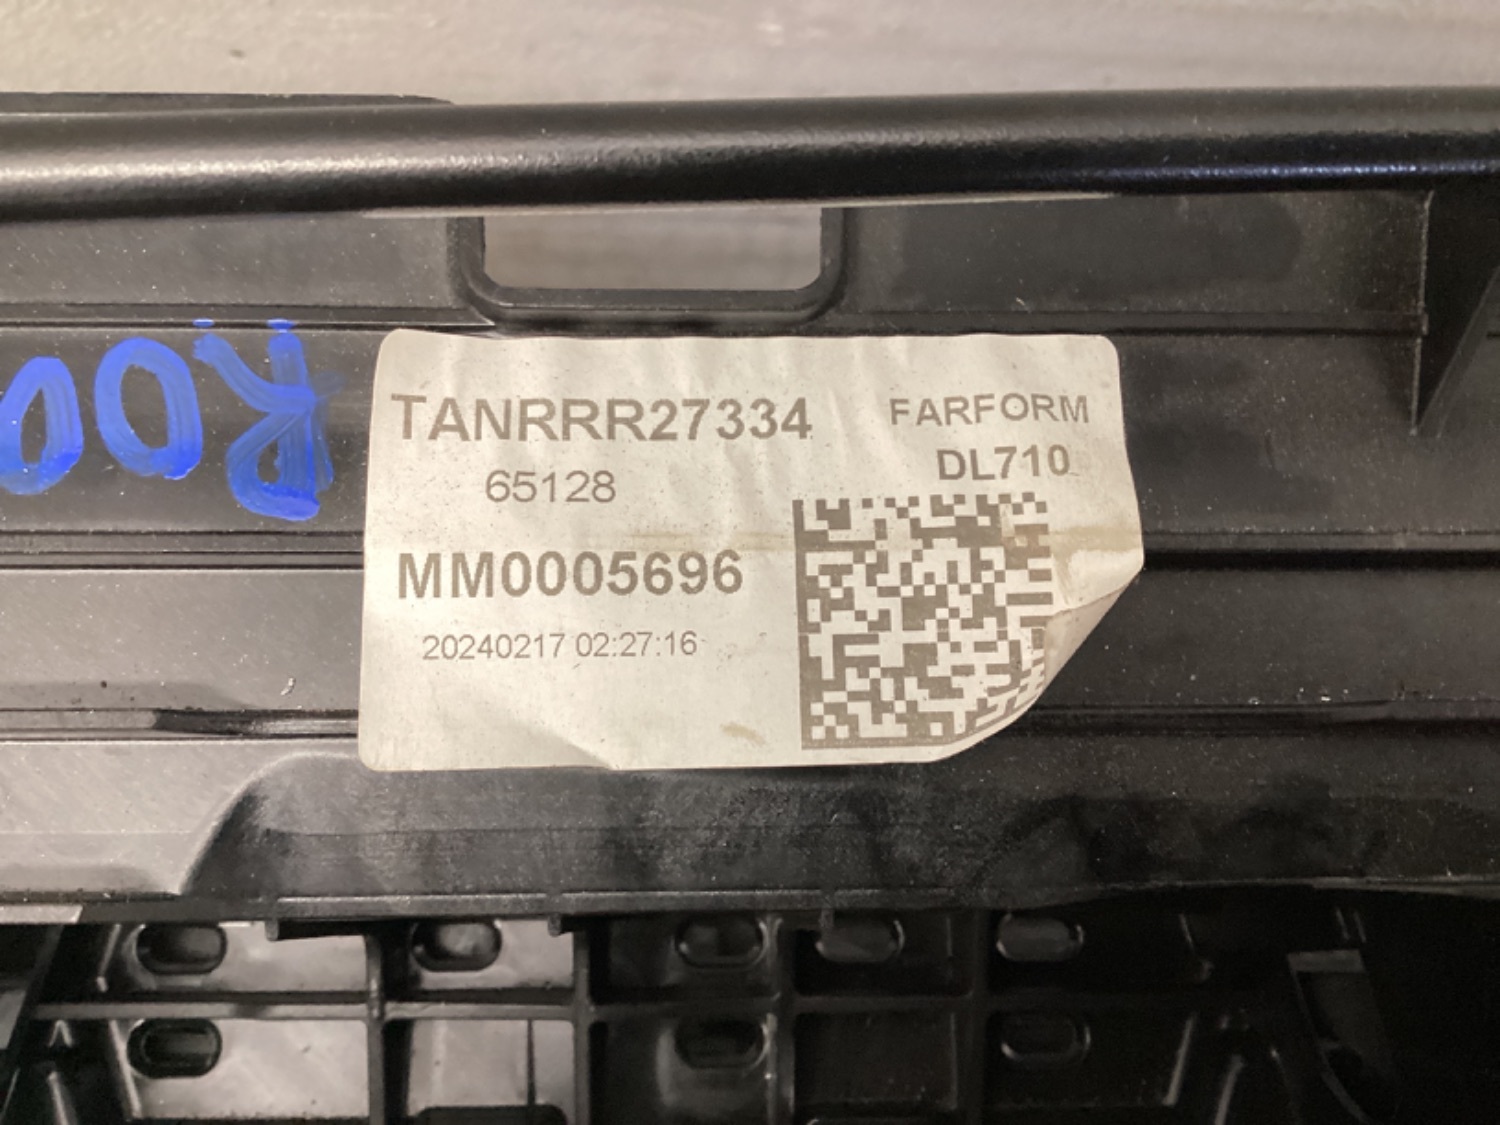 TANRRR27334
FARFORM
65128
DL710
MM0005696
20240217 02:27:16